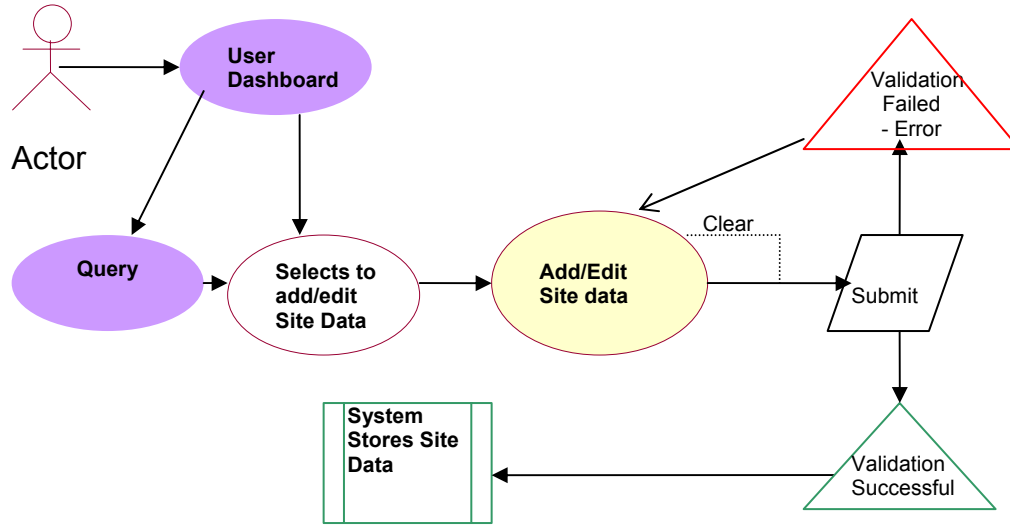 User
Dashboard
Validation
Failed
- Error
Actor
Clear
Query
Selects to
add/edit
Site Data
Add/Edit
Site data
Submit
System
Stores Site
Data
Validation
Successful